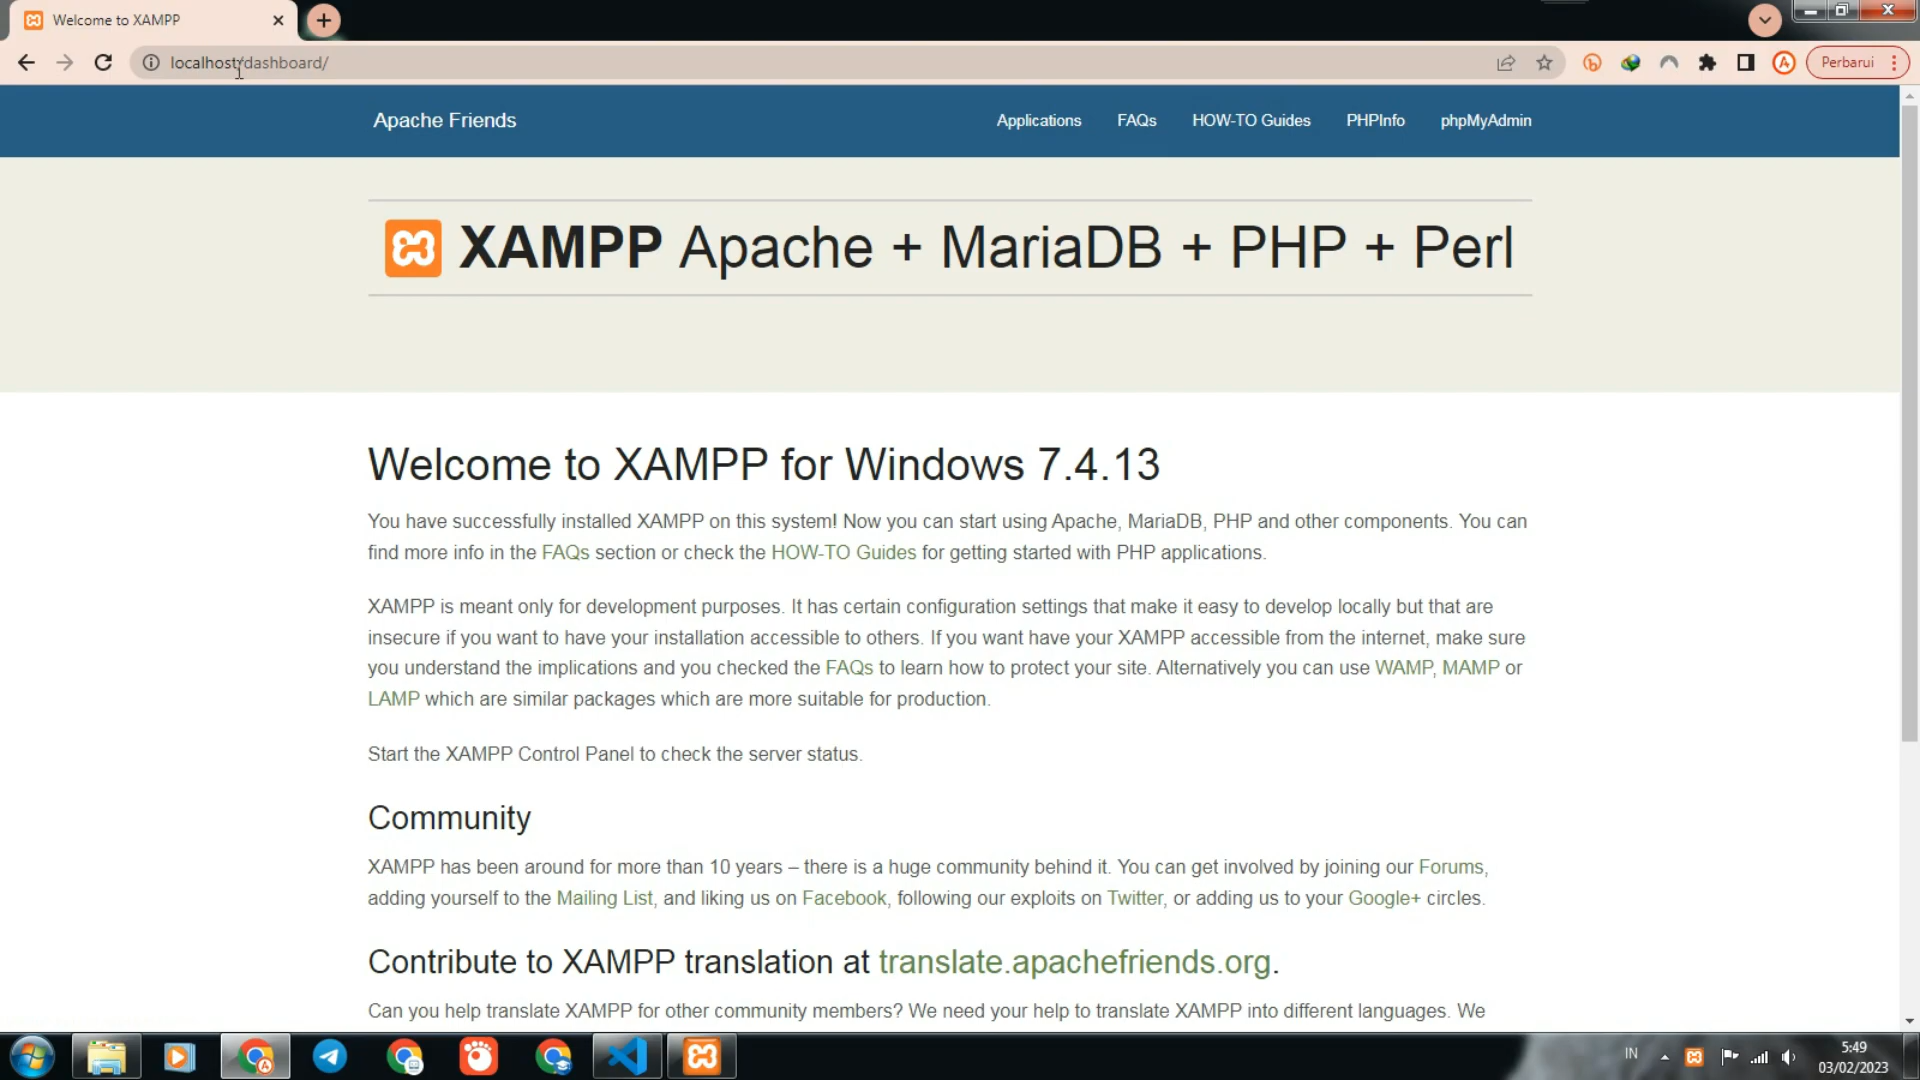 Welcome to XAMPP
localhost/dashboard/
Perbarui
Apache Friends
Applications
FAQs
HOW-TO Guides
PHPInfo
phpMyAdmin
XAMPP Apache + MariaDB + PHP + Perl
Welcome to XAMPP for Windows 7.4.13
You have successfully installed XAMPP on this system! Now you can start using Apache, MariaDB, PHP and other components. You can
find more info in the FAQs section or check the HOW-TO Guides for getting started with PHP applications.
XAMPP is meant only for development purposes. It has certain configuration settings that make it easy to develop locally but that are
insecure if you want to have your installation accessible to others. If you want have your XAMPP accessible from the internet, make sure
you understand the implications and you checked the FAQs to learn how to protect your site. Alternatively you can use WAMP, MAMP or
LAMP which are similar packages which are more suitable for production.
Start the XAMPP Control Panel to check the server status.
Community
XAMPP has been around for more than 10 years – there is a huge community behind it. You can get involved by joining our Forums,
adding yourself to the Mailing List, and liking us on Facebook, following our exploits on Twitter, or adding us to your Google+ circles.
Contribute to XAMPP translation at translate.apachefriends.org.
Can you help translate XAMPP for other community members? We need your help to translate XAMPP into different languages. We
IN
5:49
03/02/2023